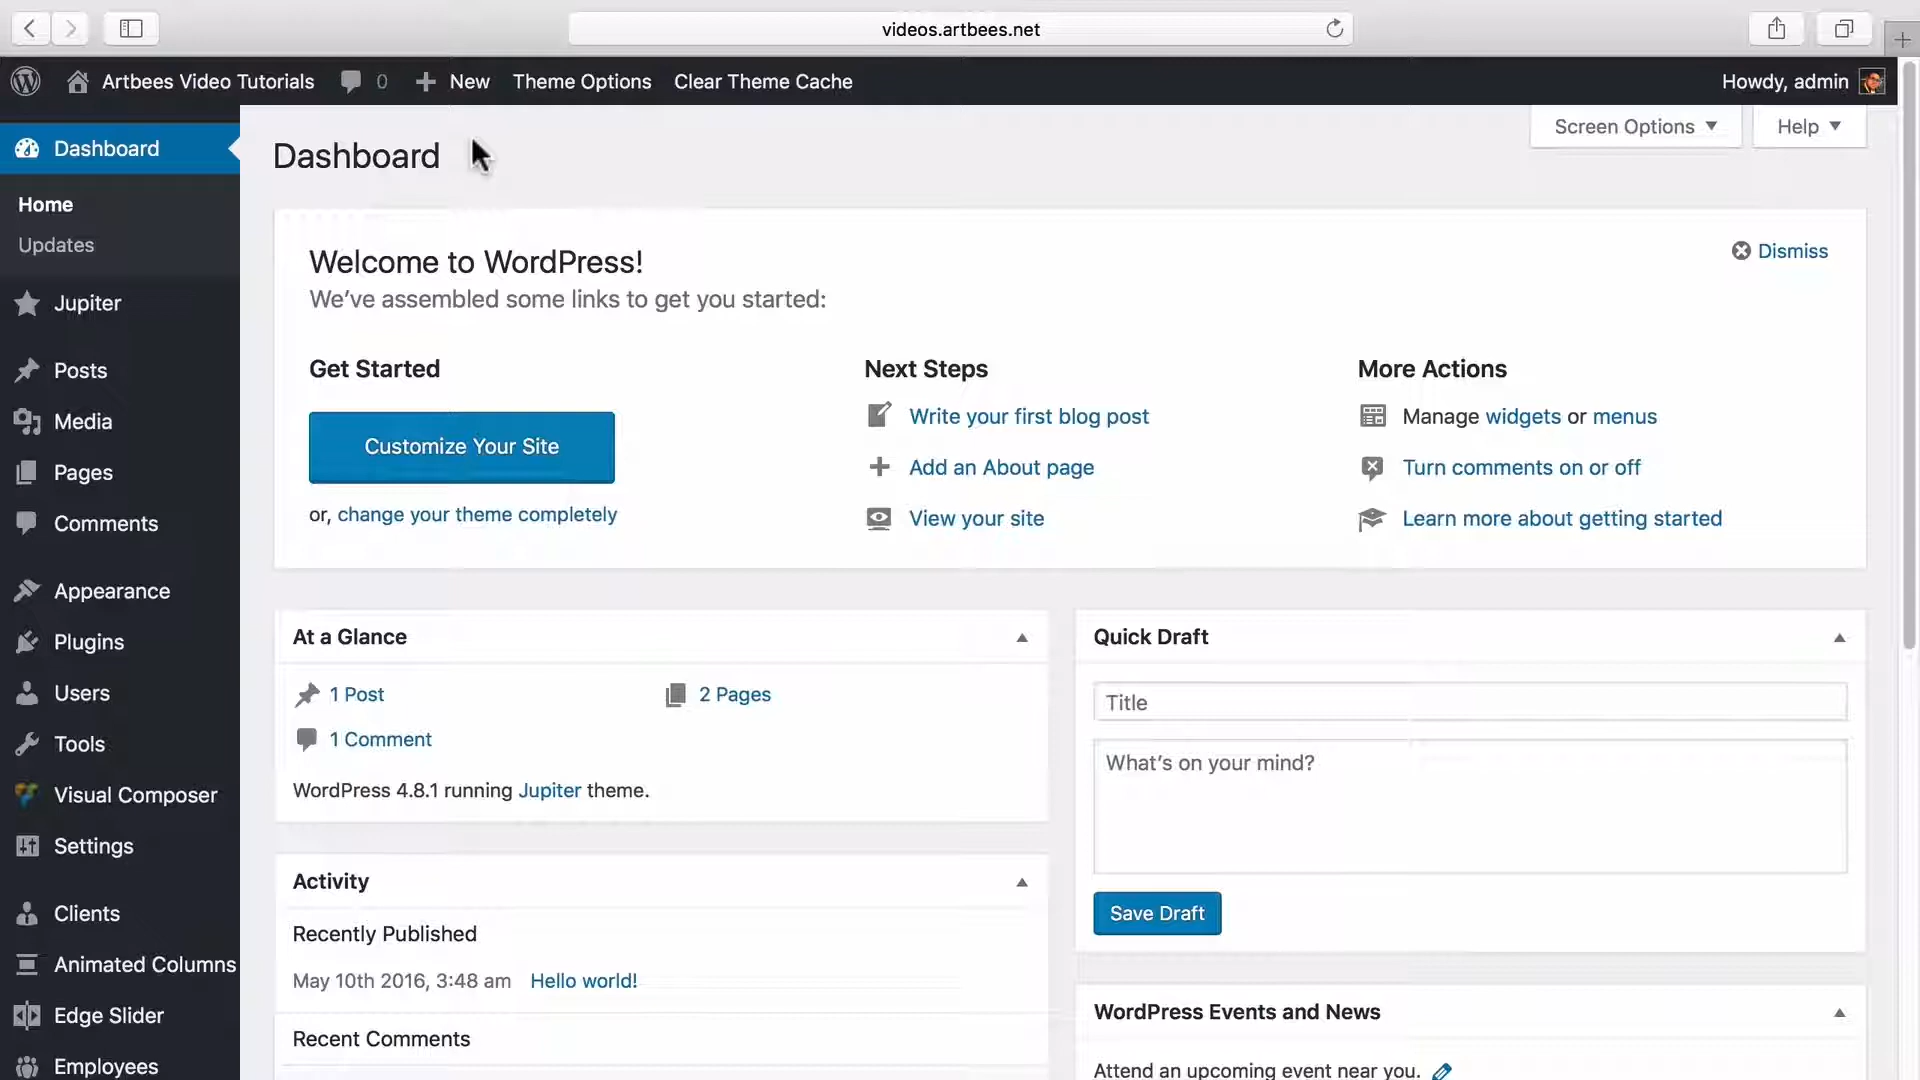 videos.artbees.net
Artbees Video Tutorials 0 New Theme Options Clear Theme Cache Howdy, admin
Dashboard
Home
Updates
Jupiter
Posts
Media
Pages
Comments
Appearance
Plugins
Users
Tools
Visual Composer
Settings
Clients
Animated Columns
Edge Slider
Employees
Screen Options Help
Dashboard
Welcome to WordPress!
Dismiss
We've assembled some links to get you started:
Get Started
Customize Your Site
or, change your theme completely
Next Steps
Write your first blog post
Add an About page
View your site
More Actions
Manage widgets or menus
Turn comments on or off
Learn more about getting started
At a Glance
1 Post 2 Pages
1 Comment
WordPress 4.8.1 running Jupiter theme.
Activity
Recently Published
May 10th 2016, 3:48 am Hello world!
Recent Comments
Quick Draft
Title
What's on your mind?
Save Draft
WordPress Events and News
Attend an upcoming event near you.